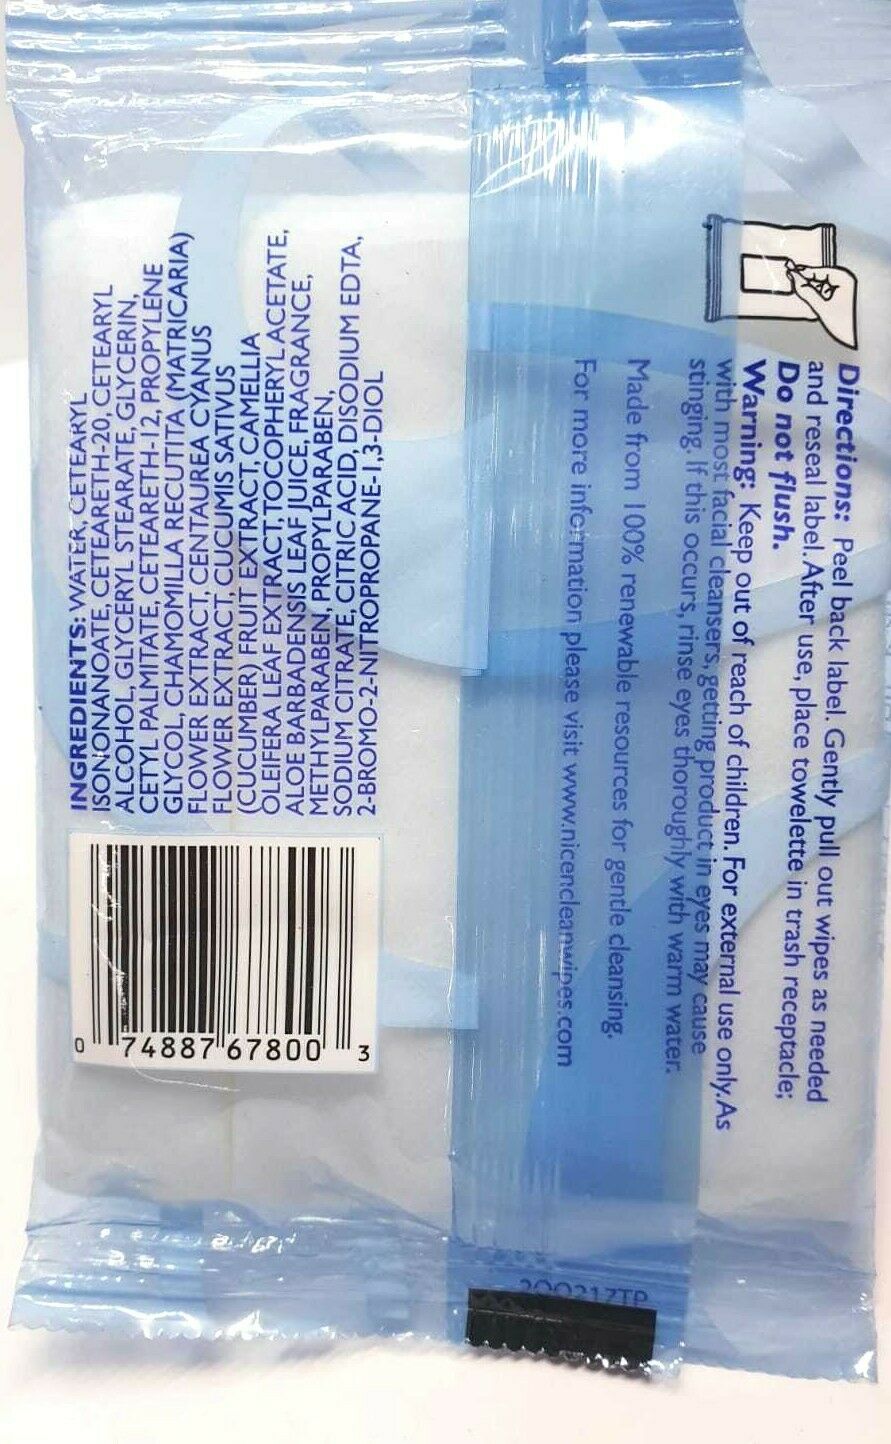 Directions: Peel back label. Gently pull out wipes as needed
and reseal label. After use, place towelette in trash receptacle;
Do not flush.
Warning: Keep out of reach of children. For external use only. As
with most facial cleansers, getting product in eyes may cause
stinging. If this occurs, rinse eyes thoroughly with warm water.
Made from 100% renewable resources for gentle cleansing.
For more information please visit www.nicencleanwipes.com
INGREDIENTS: WATER, CETEARYL
ISONONANOATE, CETEARETH-20, CETEARYL
ALCOHOL, GLYCERYL STEARATE, GLYCERIN,
CETYL PALMITATE, CETEARETH-12, PROPYLENE
GLYCOL, CHAMOMILLA RECUTITA (MATRICARIA)
FLOWER EXTRACT, CENTAUREA CYANUS
FLOWER EXTRACT, CUCUMIS SATIVUS
(CUCUMBER) FRUIT EXTRACT, CAMELLIA
OLEIFERA LEAF EXTRACT, TOCOPHERYL ACETATE,
ALOE BARBADENSIS LEAF JUICE, FRAGRANCE,
METHYLPARABEN, PROPYLPARABEN,
SODIUM CITRATE, CITRIC ACID, DISODIUM EDTA,
2-BROMO-2-NITROPROPANE-1,3-DIOL
0 74887 67800 3
200217TP